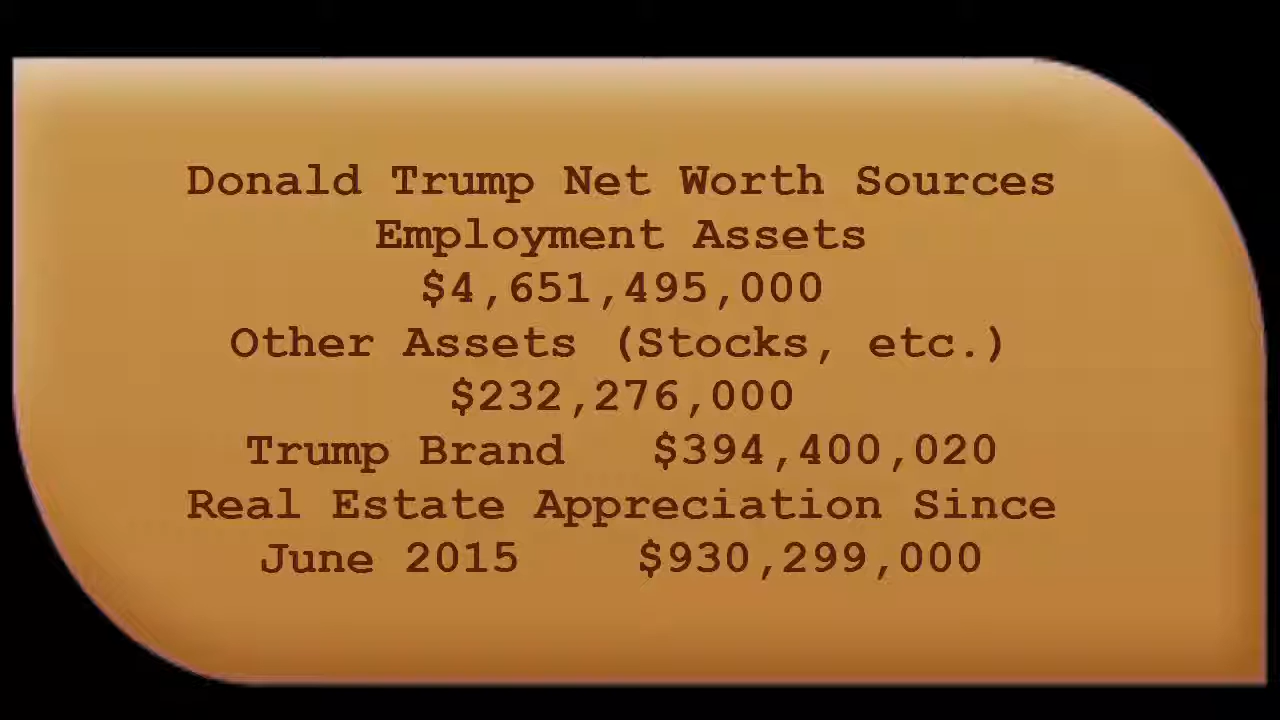 Donald Trump Net Worth Sources
Employment Assets
$4,651,495,000
Other Assets (Stocks, etc.)
$232,276,000
Trump Brand $394,400,020
Real Estate Appreciation Since
June 2015 $930,299,000